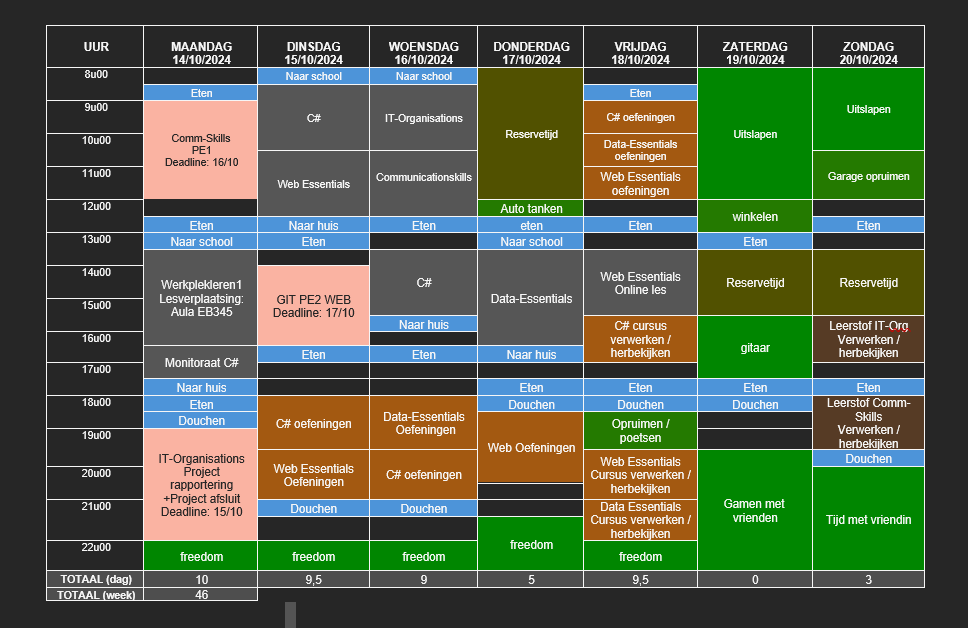 UUR
MAANDAG
14/10/2024
DINSDAG
15/10/2024
WOENSDAG
16/10/2024
DONDERDAG
17/10/2024
VRIJDAG
18/10/2024
ZATERDAG
19/10/2024
ZONDAG
20/10/2024
8u00
Naar school
Naar school
Eten
Eten
9u00
Comm-Skills
PE1
Deadline: 16/10
C#
IT-Organisations
Reservetijd
C# oefeningen
Uitslapen
Uitslapen
10u00
Data-Essentials
oefeningen
11u00
Web Essentials
Communicationskills
Web Essentials
oefeningen
Garage opruimen
12u00
Auto tanken
winkelen
Eten
Naar huis
Eten
eten
Eten
Eten
13u00
Naar school
Eten
Naar school
Eten
14u00
Werkplekleren1
Lesverplaatsing:
Aula EB345
GIT PE2 WEB
Deadline: 17/10
C#
Data-Essentials
Web Essentials
Online les
Reservetijd
Reservetijd
15u00
Naar huis
C# cursus
verwerken /
herbekijken
gitaar
Leerstof IT-Org
Verwerken /
herbekijken
16u00
Monitoraat C#
Eten
Eten
Naar huis
17u00
Naar huis
Eten
Eten
Eten
Eten
18u00
Eten
C# oefeningen
Data-Essentials
Oefeningen
Douchen
Douchen
Douchen
Leerstof Comm-
Skills
Verwerken /
herbekijken
Douchen
Web Oefeningen
Opruimen /
poetsen
19u00
IT-Organisations
Project
rapportering
+Project afsluit
Deadline: 15/10
Web Essentials
Oefeningen
C# oefeningen
Web Essentials
Cursus verwerken /
herbekijken
Gamen met
vrienden
Douchen
20u00
Tijd met vriendin
21u00
Douchen
Douchen
Data Essentials
Cursus verwerken /
herbekijken
freedom
22u00
freedom
freedom
freedom
freedom
TOTAAL (dag)
10
9,5
9
5
9,5
0
3
TOTAAL (week)
46